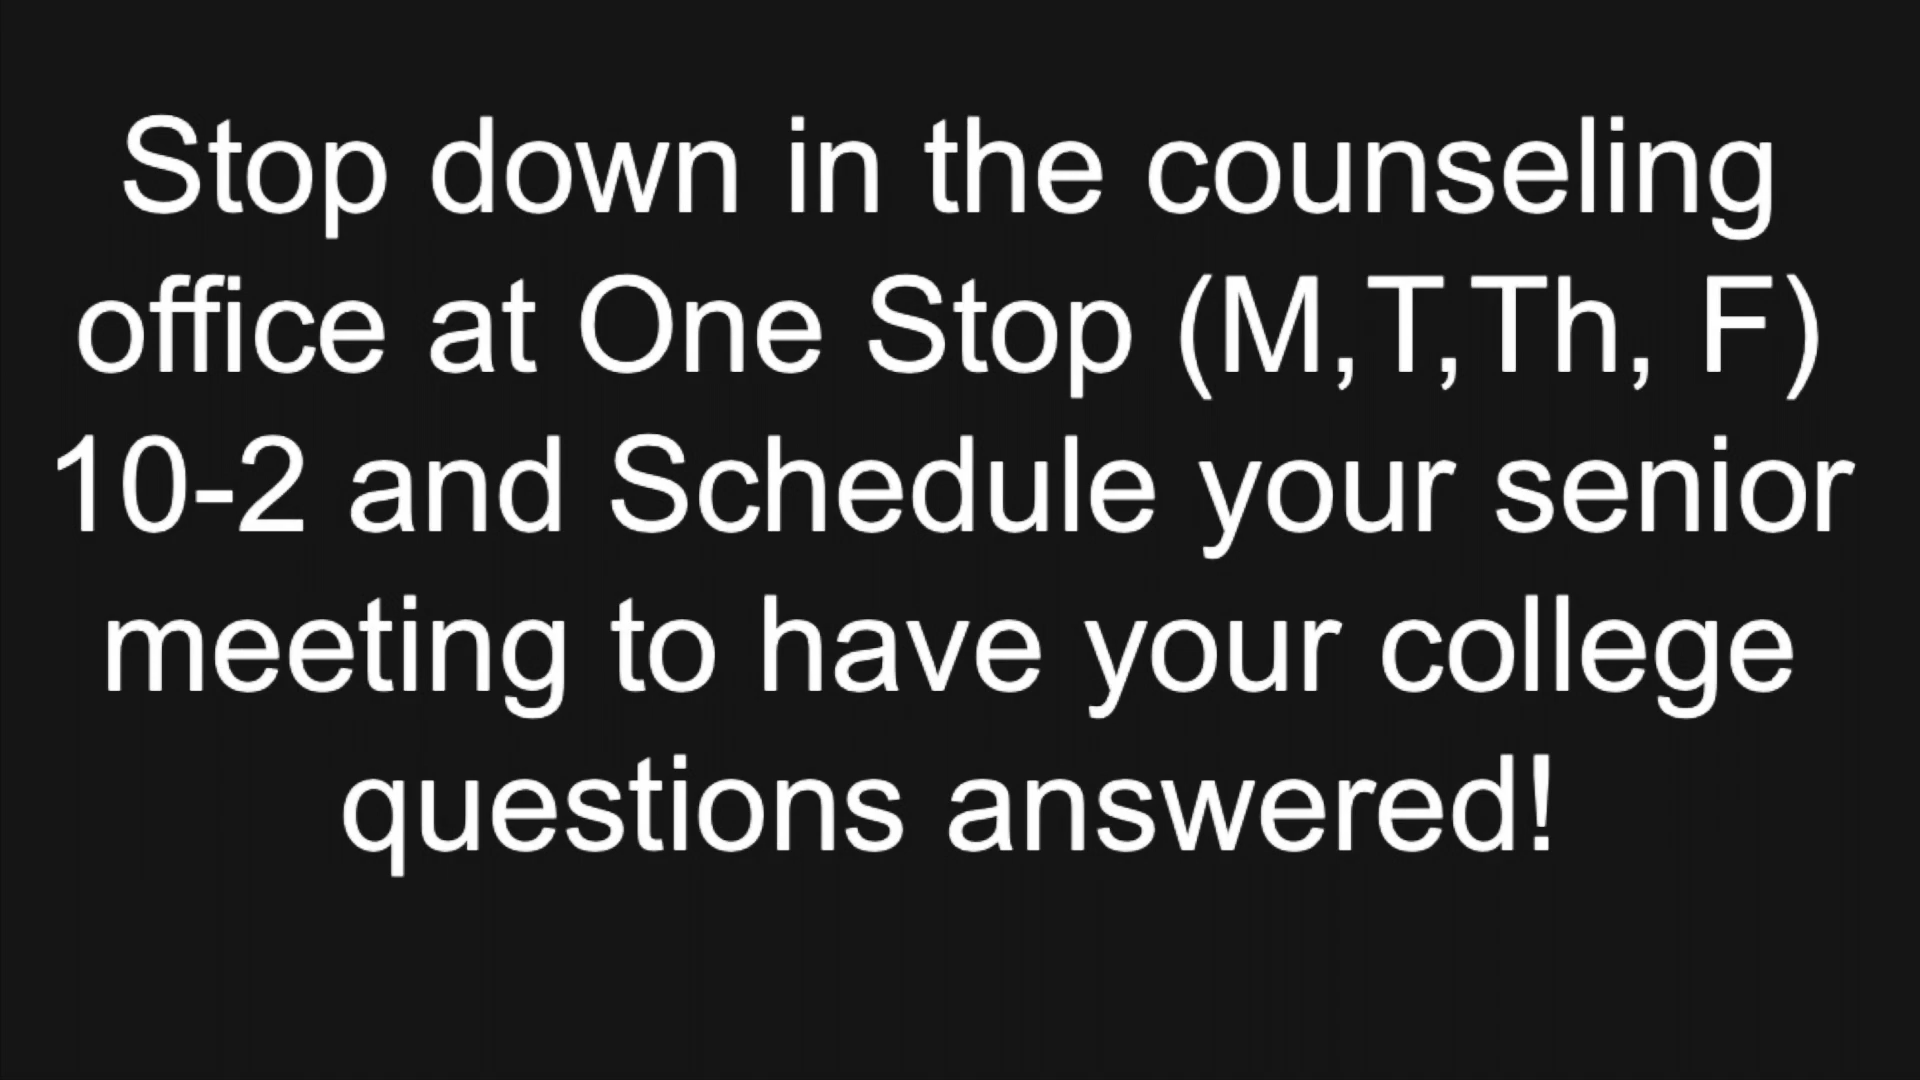 Stop down in the counseling
office at One Stop (M,T,Th, F)
10-2 and Schedule your senior
meeting to have your college
questions answered!